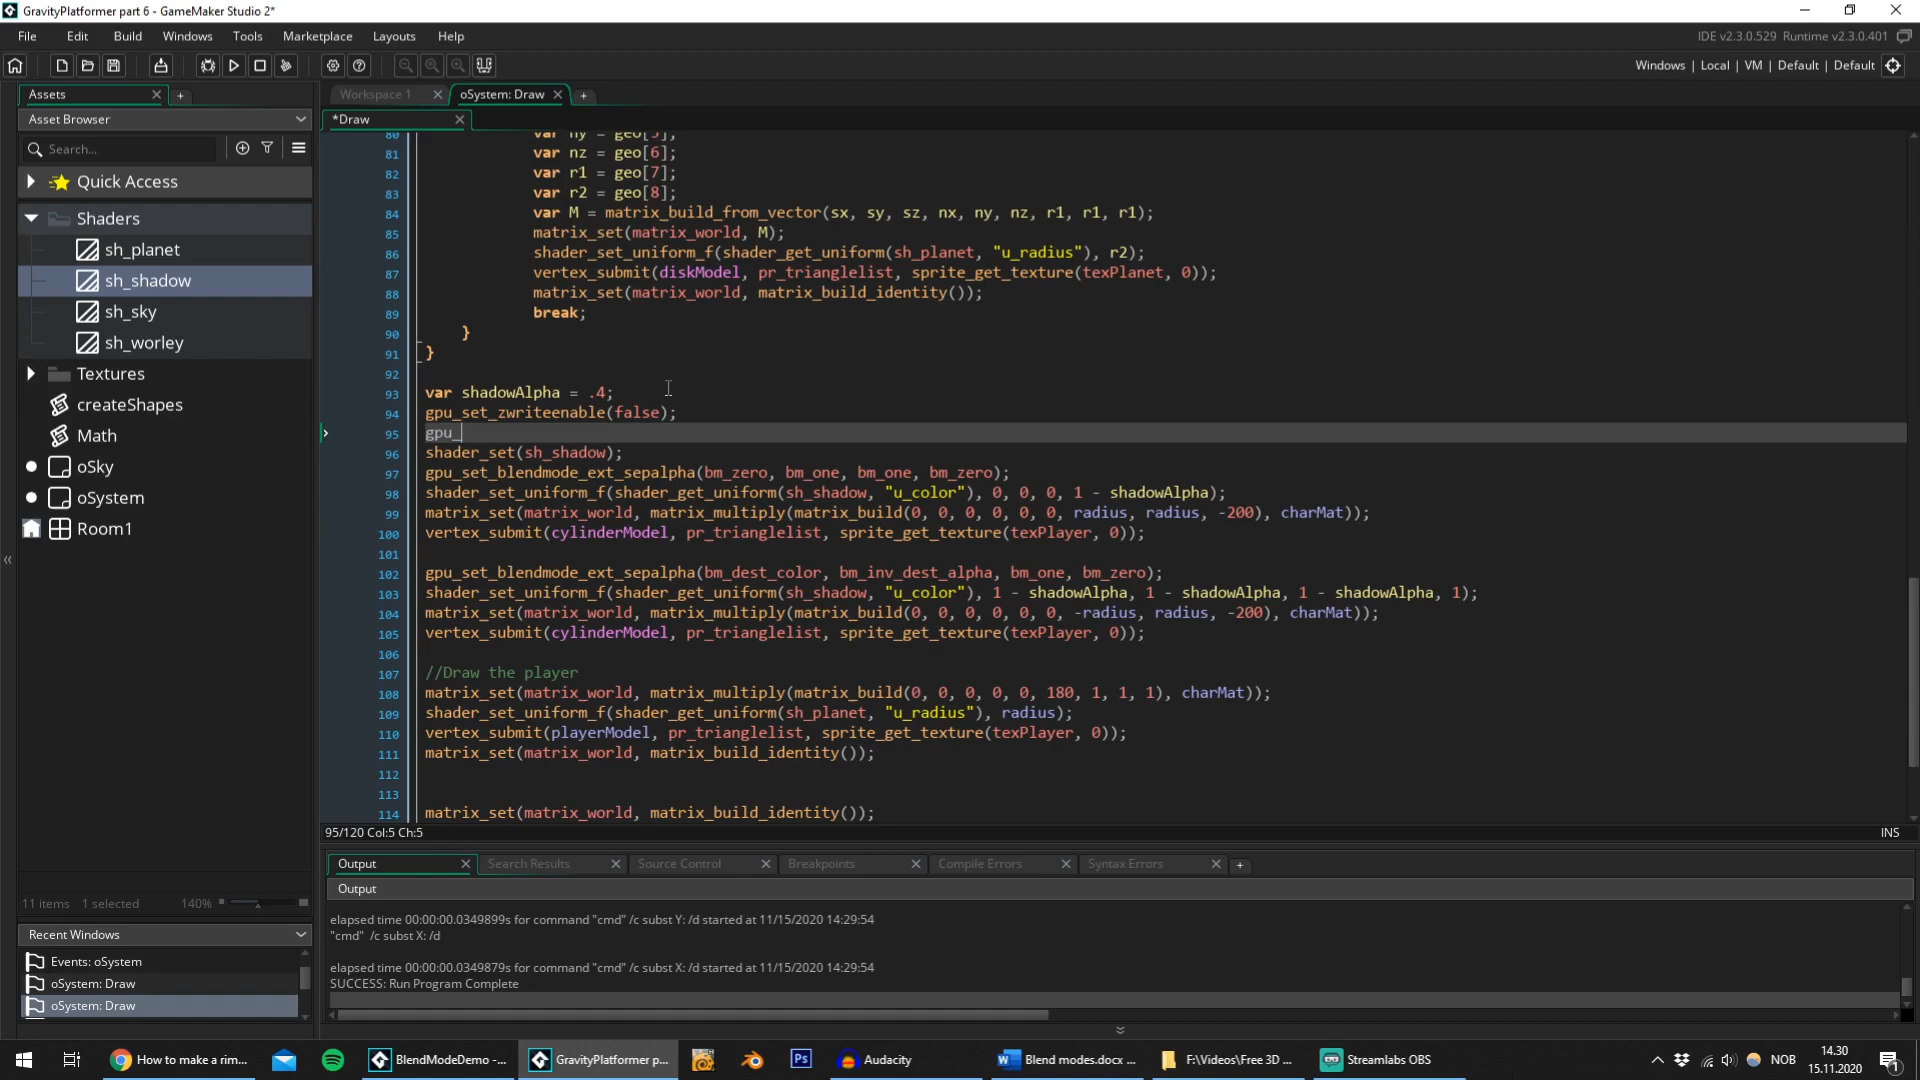 GravityPlatformer part 6 - GameMaker Studio 2*
File Edit Build Windows Tools Marketplace Layouts Help
IDE v2.3.0.529 Runtime v2.3.0.401
Windows | Local | VM | Default | Default
Assets
Workspace 1
oSystem: Draw
Asset Browser
*Draw
Search...
Quick Access
Shaders
sh_planet
sh_shadow
sh_sky
sh_worley
Textures
createShapes
Math
oSky
oSystem
Room1
80 var ny = geo[5];
81 var nz = geo[6];
82 var r1 = geo[7];
83 var r2 = geo[8];
84 var M = matrix_build_from_vector(sx, sy, sz, nx, ny, nz, r1, r1, r1);
85 matrix_set(matrix_world, M);
86 shader_set_uniform_f(shader_get_uniform(sh_planet, "u_radius"), r2);
87 vertex_submit(diskModel, pr_trianglelist, sprite_get_texture(texPlanet, 0));
88 matrix_set(matrix_world, matrix_build_identity());
89 break;
90 }
91 }
92
93 var shadowAlpha = .4;
94 gpu_set_zwriteenable(false);
95 gpu_
96 shader_set(sh_shadow);
97 gpu_set_blendmode_ext_sepalpha(bm_zero, bm_one, bm_one, bm_zero);
98 shader_set_uniform_f(shader_get_uniform(sh_shadow, "u_color"), 0, 0, 0, 1 - shadowAlpha);
99 matrix_set(matrix_world, matrix_multiply(matrix_build(0, 0, 0, 0, 0, 0, radius, radius, -200), charMat));
100 vertex_submit(cylinderModel, pr_trianglelist, sprite_get_texture(texPlayer, 0));
101
102 gpu_set_blendmode_ext_sepalpha(bm_dest_color, bm_inv_dest_alpha, bm_one, bm_zero);
103 shader_set_uniform_f(shader_get_uniform(sh_shadow, "u_color"), 1 - shadowAlpha, 1 - shadowAlpha, 1 - shadowAlpha, 1);
104 matrix_set(matrix_world, matrix_multiply(matrix_build(0, 0, 0, 0, 0, 0, -radius, radius, -200), charMat));
105 vertex_submit(cylinderModel, pr_trianglelist, sprite_get_texture(texPlayer, 0));
106
107 //Draw the player
108 matrix_set(matrix_world, matrix_multiply(matrix_build(0, 0, 0, 0, 0, 180, 1, 1, 1), charMat));
109 shader_set_uniform_f(shader_get_uniform(sh_planet, "u_radius"), radius);
110 vertex_submit(playerModel, pr_trianglelist, sprite_get_texture(texPlayer, 0));
111 matrix_set(matrix_world, matrix_build_identity());
112
113
114 matrix_set(matrix_world, matrix_build_identity());
95/120 Col:5 Ch:5
INS
Output Search Results Source Control Breakpoints Compile Errors Syntax Errors
Output
11 items 1 selected 140%
elapsed time 00:00:00.0349899s for command "cmd" /c subst Y: /d started at 11/15/2020 14:29:54
"cmd" /c subst X: /d
elapsed time 00:00:00.0349879s for command "cmd" /c subst X: /d started at 11/15/2020 14:29:54
SUCCESS: Run Program Complete
Recent Windows
Events: oSystem
oSystem: Draw
oSystem: Draw
How to make a rim...
BlendModeDemo -...
GravityPlatformer p...
Ps
Audacity
Blend modes.docx ...
F:\Videos\Free 3D ...
Streamlabs OBS
NOB
14.30
15.11.2020
1